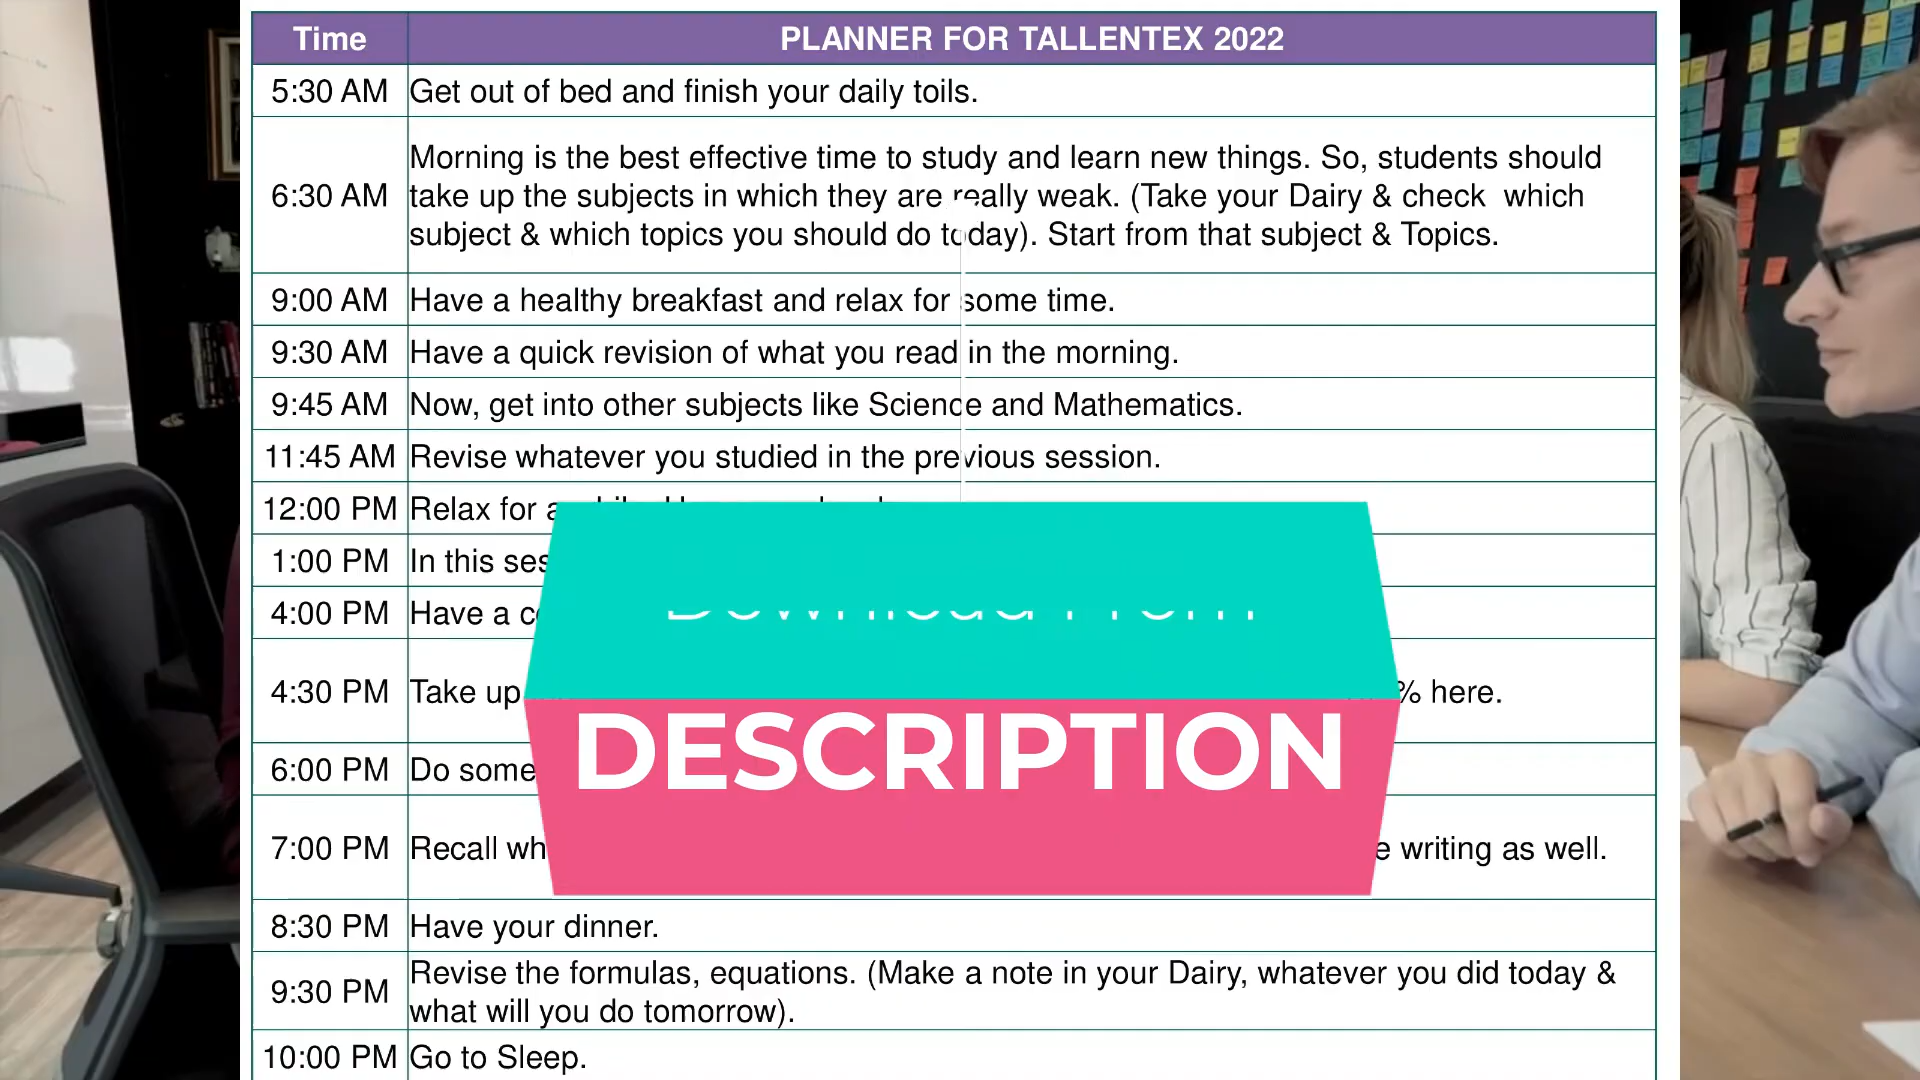 Time PLANNER FOR TALLENTEX 2022
5:30 AM Get out of bed and finish your daily toils.
Morning is the best effective time to study and learn new things. So, students should
6:30 AM take up the subjects in which they are really weak. (Take your Dairy & check which
subject & which topics you should do today). Start from that subject & Topics.
9:00 AM Have a healthy breakfast and relax for some time.
9:30 AM Have a quick revision of what you read in the morning.
9:45 AM Now, get into other subjects like Science and Mathematics.
11:45 AM Revise whatever you studied in the previous session.
12:00 PM Relax for a
1:00 PM In this
4:00 PM Have a
4:30 PM Take up % here.
6:00 PM Do some
7:00 PM Recall writing as well.
DESCRIPTION
8:30 PM Have your dinner.
Revise the formulas, equations. (Make a note in your Dairy, whatever you did today &
9:30 PM what will you do tomorrow).
10:00 PM Go to Sleep.